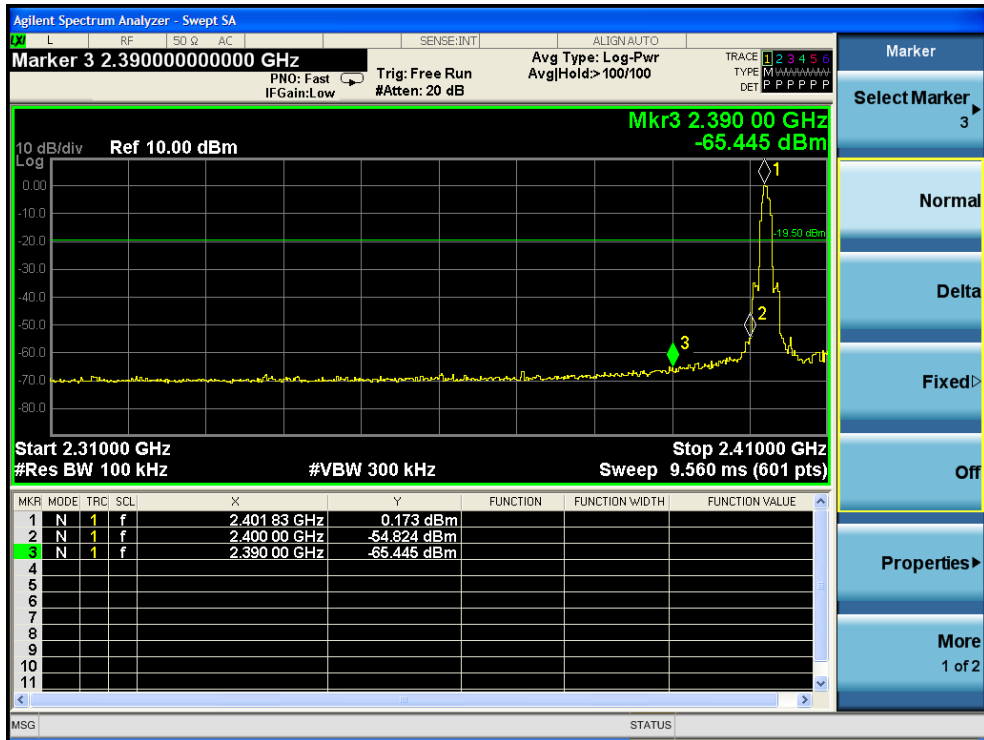 Agilent Spectrum Analyzer - Swept SA
LXI L RF 50 Ω AC SENSE:INT ALIGN AUTO
Marker 3 2.390000000000 GHz
PNO: Fast
IFGain:Low
Trig: Free Run
#Atten: 20 dB
Avg Type: Log-Pwr
Avg|Hold:>100/100
TRACE 1 2 3 4 5 6
TYPE M
DET P P P P P P
Mkr3 2.390 00 GHz
-65.445 dBm
10 dB/div Ref 10.00 dBm
Log
1
0.00
-10.0
-19.50 dBm
-20.0
-30.0
-40.0
2
-50.0
3
-60.0
-70.0
-80.0
Start 2.31000 GHz Stop 2.41000 GHz
#Res BW 100 kHz #VBW 300 kHz Sweep 9.560 ms (601 pts)
MKR MODE TRC SCL X Y FUNCTION FUNCTION WIDTH FUNCTION VALUE
1 N 1 f 2.401 83 GHz 0.173 dBm
2 N 1 f 2.400 00 GHz -54.824 dBm
3 N 1 f 2.390 00 GHz -65.445 dBm
4
5
6
7
8
9
10
11
MSG STATUS
Marker
Select Marker
3
Normal
Delta
Fixed
Off
Properties
More
1 of 2